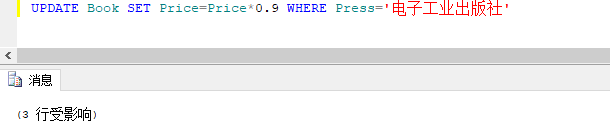 UPDATE Book SET Price=Price*0.9 WHERE Press='电子工业出版社'
消息
(3 行受影响)